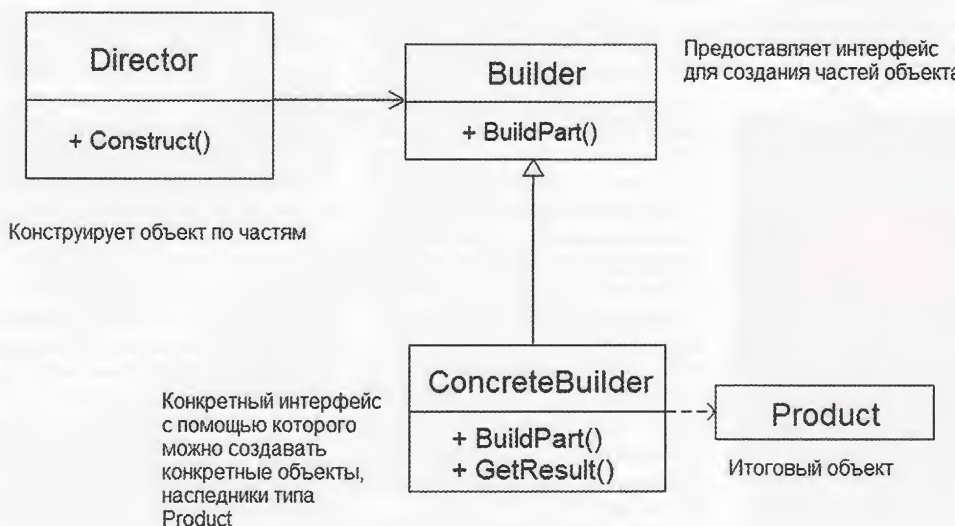 Director
+ Construct()
Builder
+ BuildPart()
Предоставляет интерфейс
для создания частей объекта
Конструирует объект по частям
ConcreteBuilder
+ BuildPart()
+ GetResult()
Конкретный интерфейс
с помощью которого
можно создавать
конкретные объекты,
наспедники типа
Product
Product
Итоговый объект